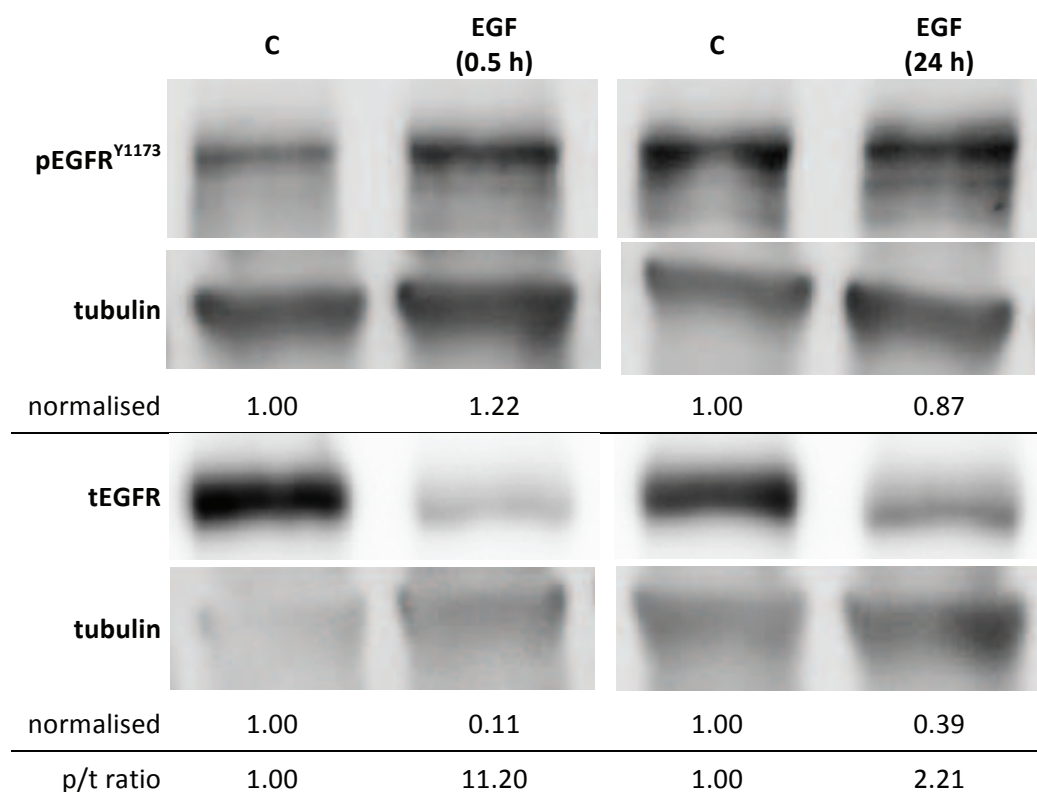 C EGF (0.5 h) C EGF (24 h)
pEGFR^Y1173
tubulin
normalised 1.00 1.22 1.00 0.87
tEGFR
tubulin
normalised 1.00 0.11 1.00 0.39
p/t ratio 1.00 11.20 1.00 2.21